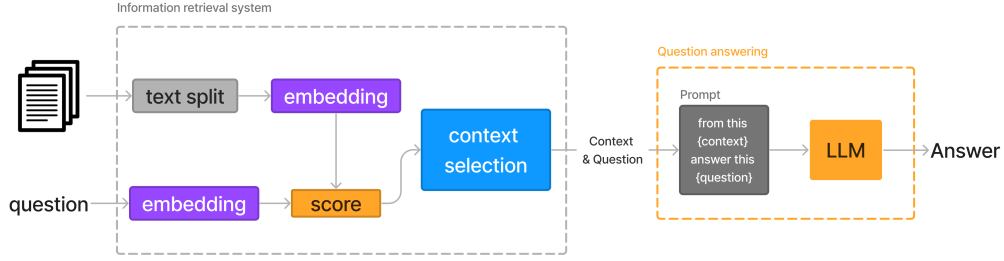 Information retrieval system
text split
embedding
question
embedding
score
context
selection
Context
& Question
Question answering
Prompt
from this
{context}
answer this
{question}
LLM
Answer